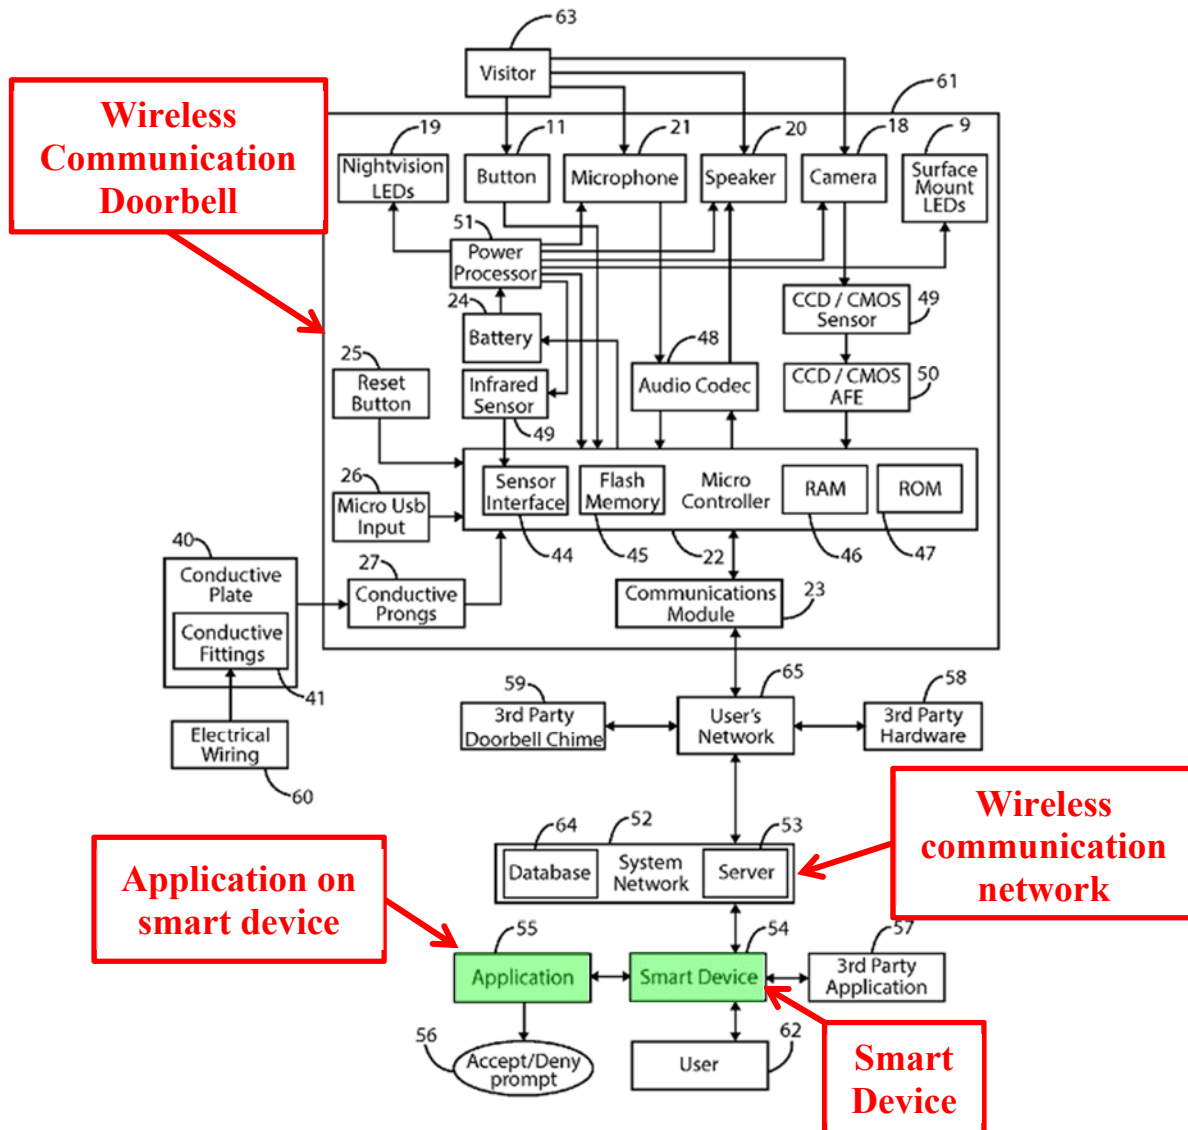 63
Visitor
61
Wireless
Communication
Doorbell
19
11
21
20
18
9
Nightvision
LEDs
Button
Microphone
Speaker
Camera
Surface
Mount
LEDs
51
Power
Processor
24
Battery
CCD / CMOS
Sensor
49
25
Reset
Button
Infrared
Sensor
49
48
Audio Codec
CCD / CMOS
AFE
50
26
Micro Usb
Input
Sensor
Interface
Flash
Memory
Micro
Controller
RAM
ROM
44
45
22
46
47
40
Conductive
Plate
Conductive
Fittings
41
27
Conductive
Prongs
Communications
Module
23
Electrical
Wiring
60
59
3rd Party
Doorbell Chime
65
User's
Network
58
3rd Party
Hardware
Wireless
communication
network
64
52
53
Database
System
Network
Server
Application on
smart device
55
Application
54
Smart Device
57
3rd Party
Application
56
Accept/Deny
prompt
User
62
Smart
Device